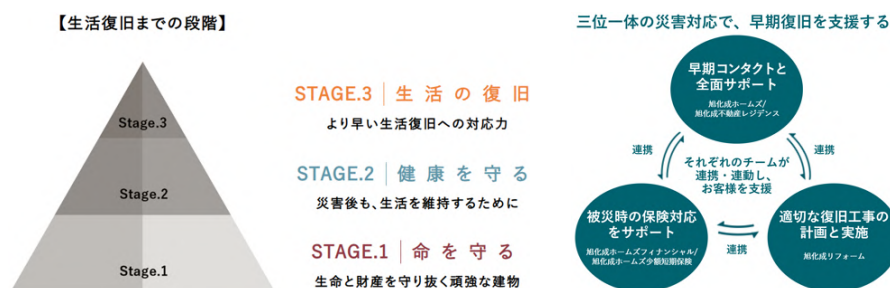 【生活復旧までの段階】
Stage.3
Stage.2
Stage.1
STAGE.3｜生活の復旧
より早い生活復旧への対応力
STAGE.2｜健康を守る
災害後も、生活を維持するために
STAGE.1｜命を守る
生命と財産を守り抜く頑強な建物
三位一体の災害対応で、早期復旧を支援する
早期コンタクトと
全面サポート
旭化成ホームズ/
旭化成不動産レジデンス
連携
連携
それぞれのチームが
連携・連動し、
お客様を支援
被災時の保険対応
をサポート
旭化成ホームズフィナンシャル/
旭化成ホームズ少額短期保険
連携
適切な復旧工事の
計画と実施
旭化成リフォーム